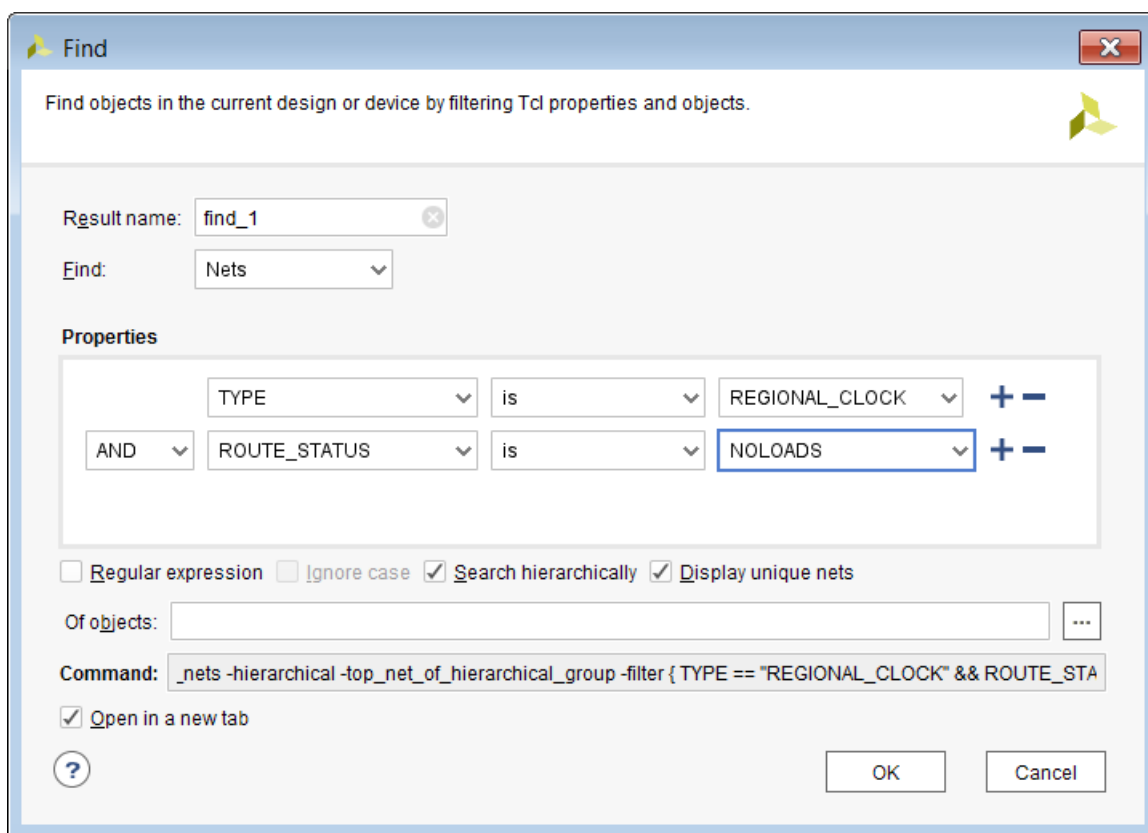 Find
Find objects in the current design or device by filtering Tcl properties and objects.
Result name: find_1
Find: Nets
Properties
TYPE is REGIONAL_CLOCK
AND ROUTE_STATUS is NOLOADS
Regular expression Ignore case Search hierarchically Display unique nets
Of objects: ...
Command: _nets -hierarchical -top_net_of_hierarchical_group -filter { TYPE == "REGIONAL_CLOCK" && ROUTE_STA
Open in a new tab
? OK Cancel